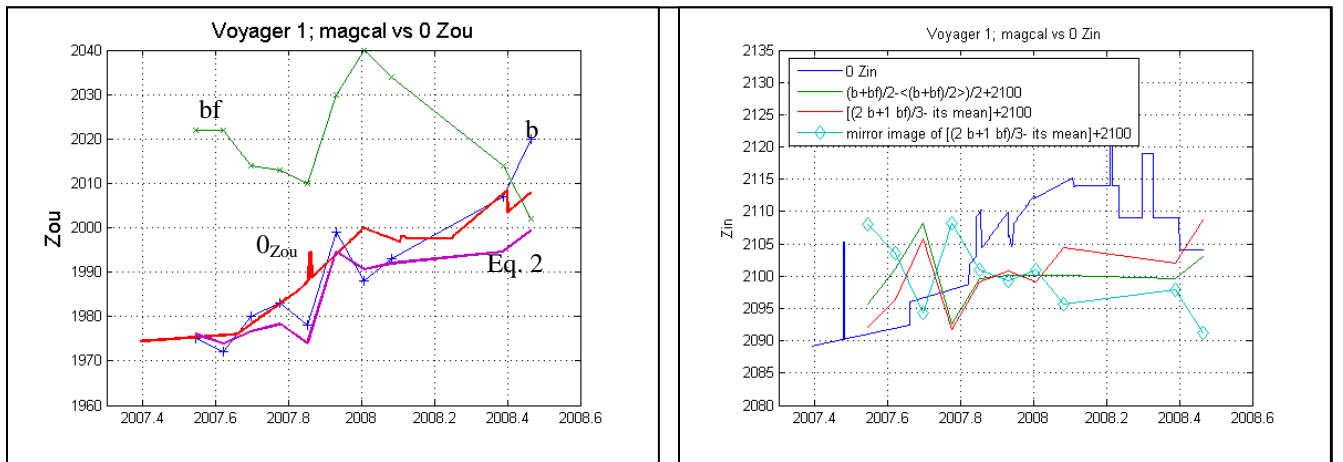 Voyager 1; magcal vs 0 Zou
2040
2030
2020
2010
2000
1990
1980
1970
1960
Zou
bf
b
0Zou
Eq. 2
2007.4 2007.6 2007.8 2008 2008.2 2008.4 2008.6
Voyager 1; magcal vs 0 Zin
2135
2130
2125
2120
2115
2110
2105
2100
2095
2090
2085
2080
Zin
0 Zin
(b+bf)/2-<(b+bf)/2>)/2+2100
[(2 b+1 bf)/3- its mean]+2100
mirror image of [(2 b+1 bf)/3- its mean]+2100
2007.4 2007.6 2007.8 2008 2008.2 2008.4 2008.6